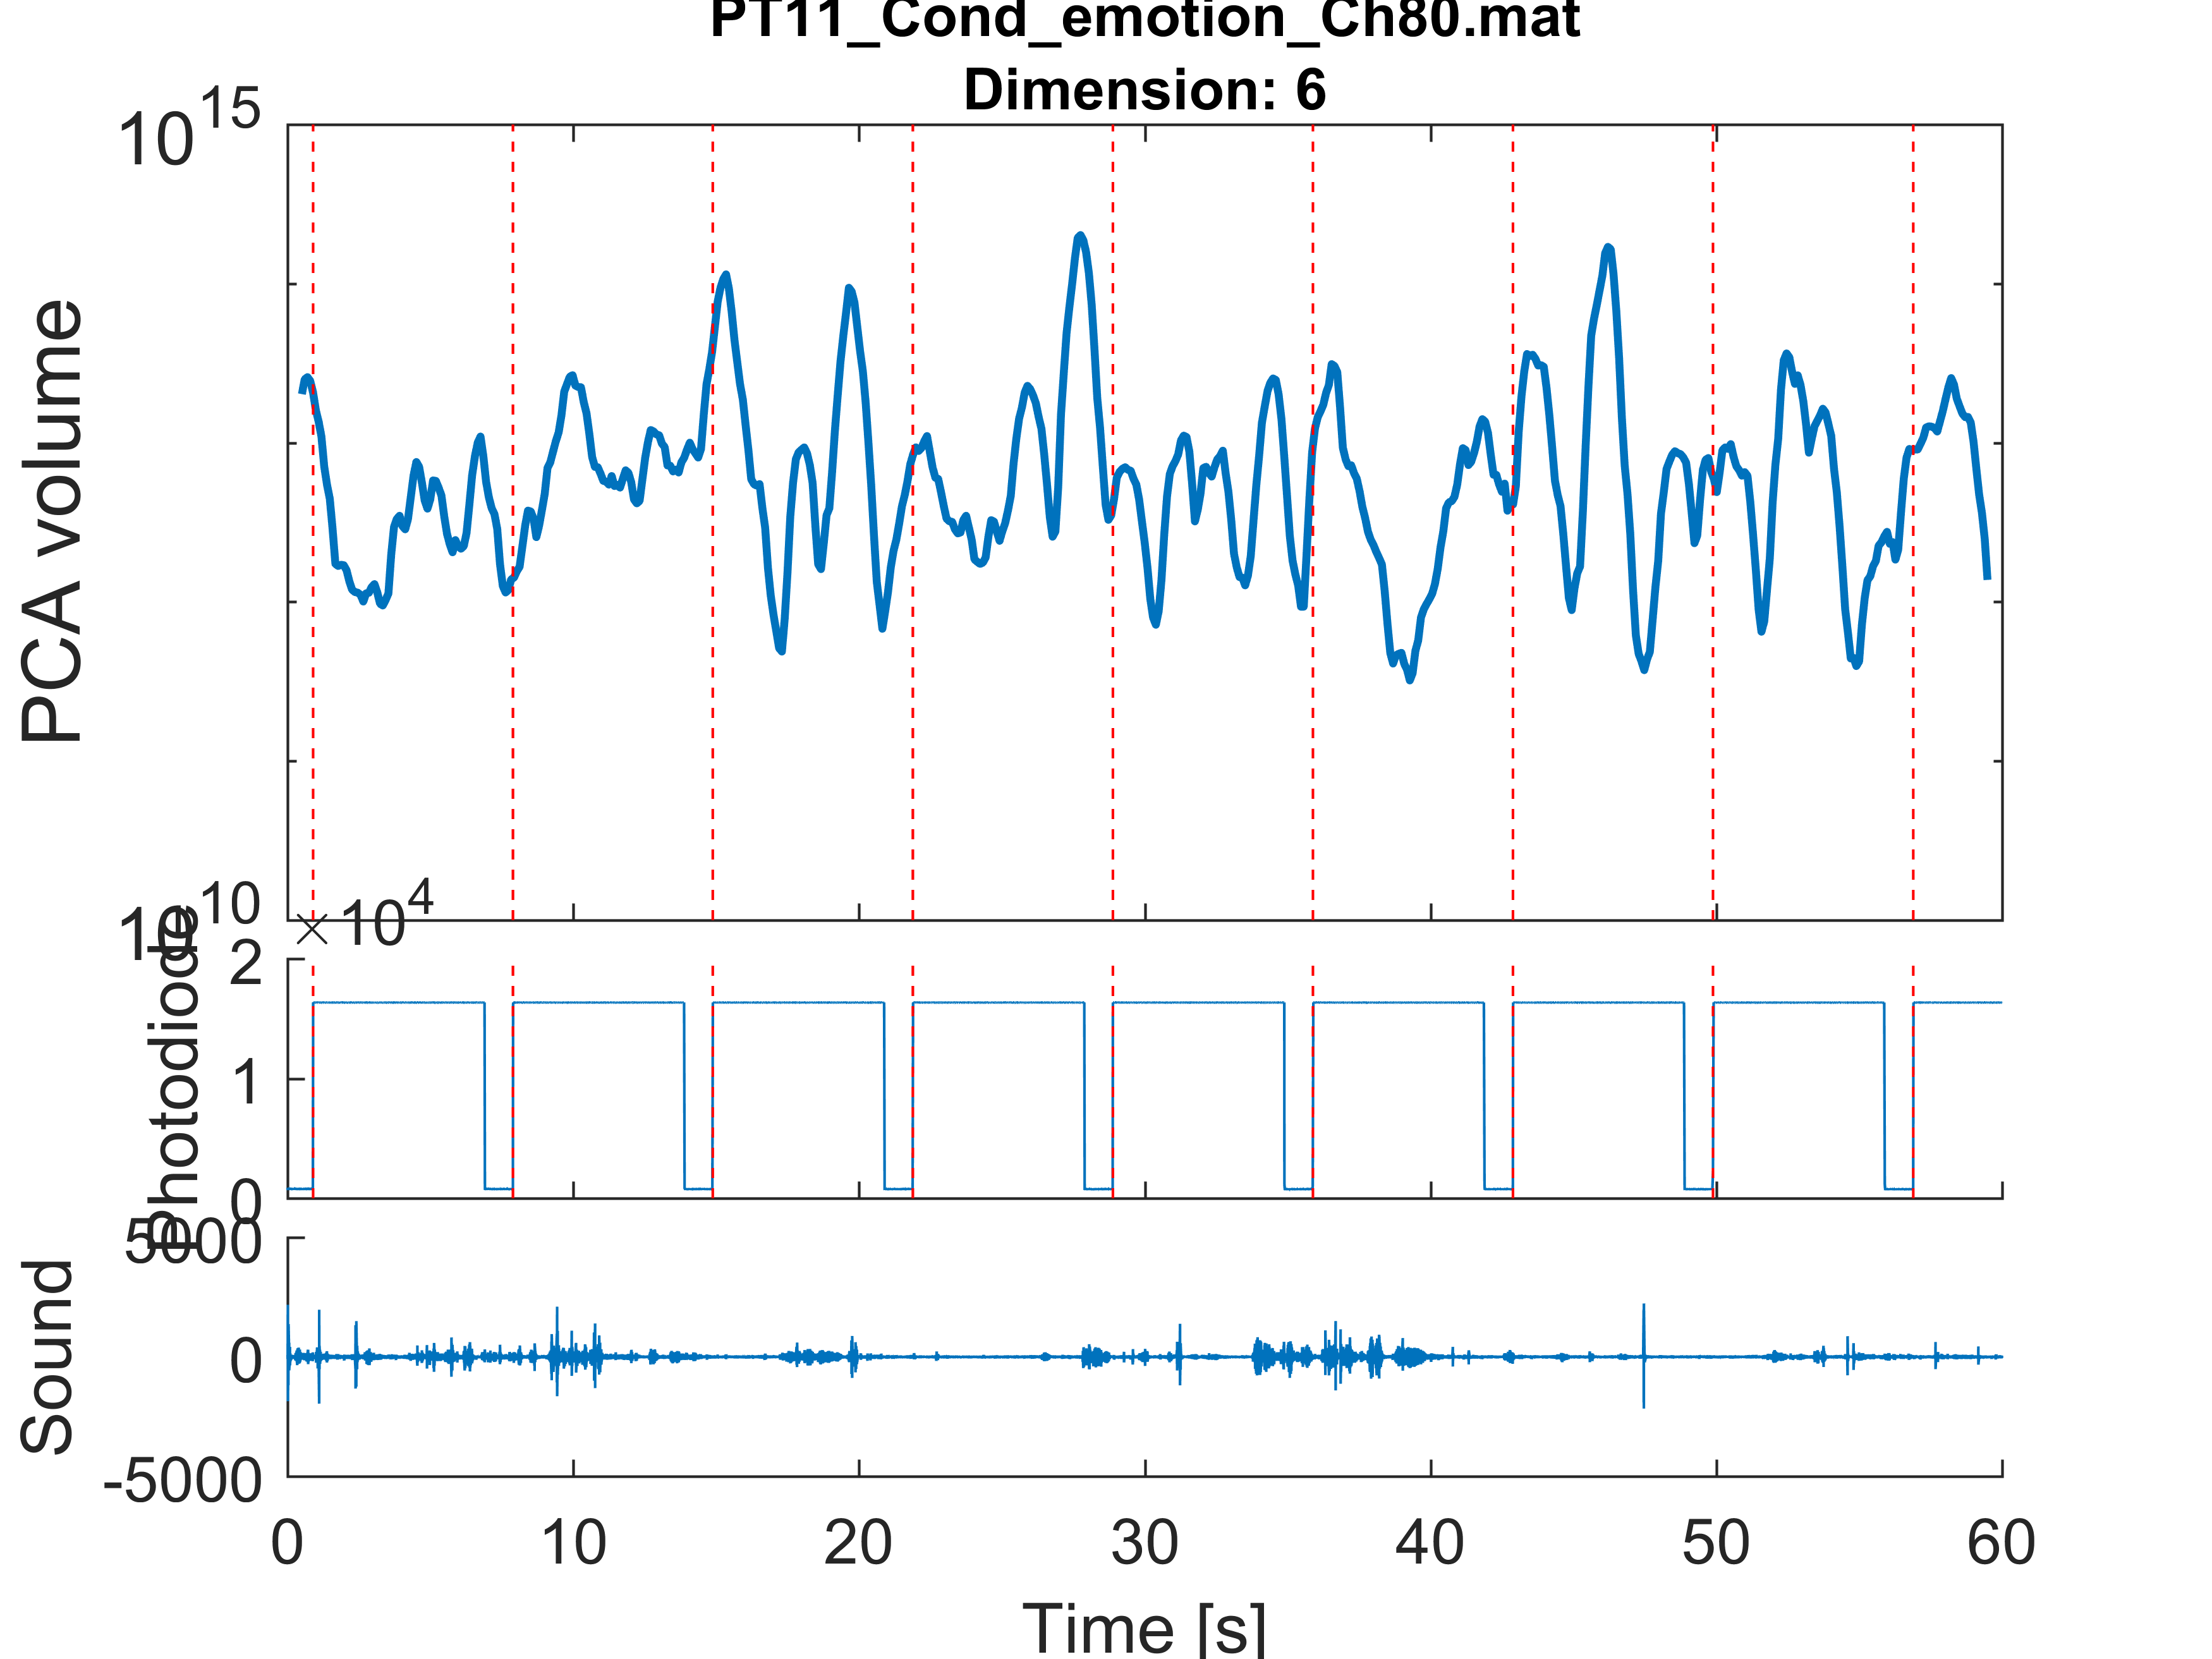 PT11_Cond_emotion_Ch80.mat
Dimension: 6
10^15
PCA volume
10^10
×10^4
2
1
0
Photodiode
5000
0
-5000
Sound
0 10 20 30 40 50 60
Time [s]